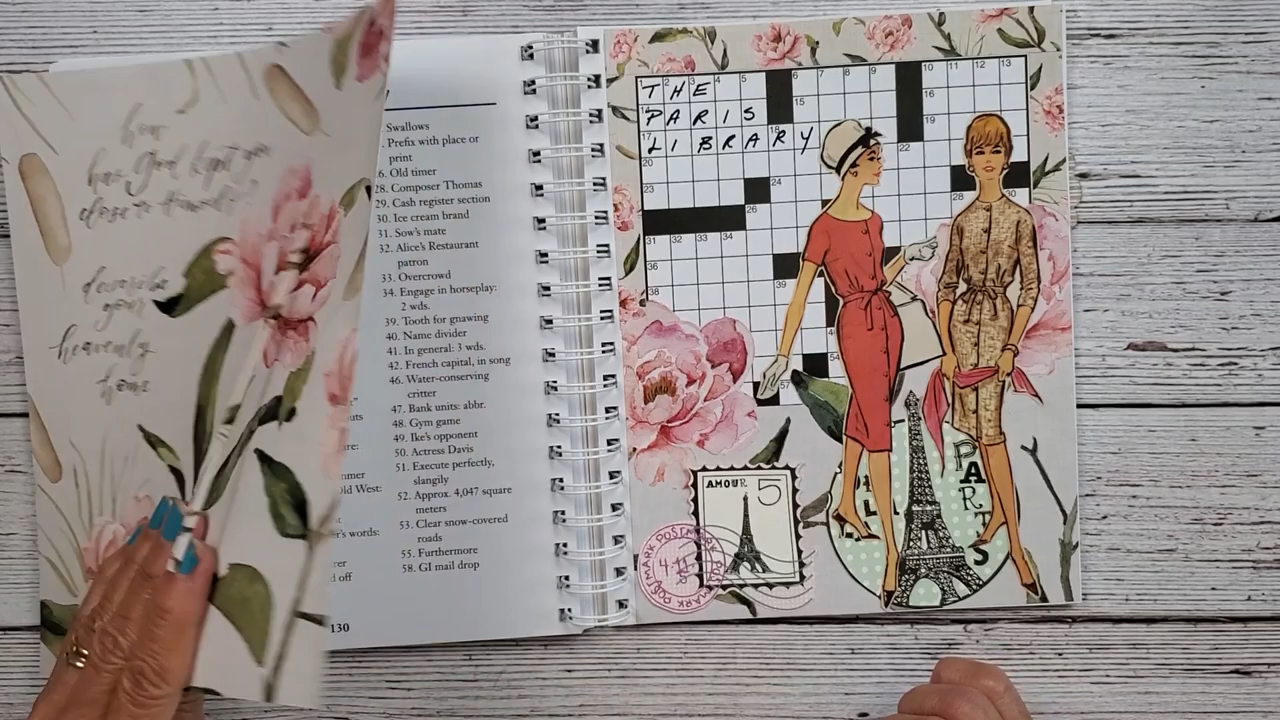 how
has God kept you
close to Himself?
describe
your
heavenly
home
Swallows
Prefix with place or
print
6. Old timer
28. Composer Thomas
29. Cash register section
30. Ice cream brand
31. Sow's mate
32. Alice's Restaurant
patron
33. Overcrowd
34. Engage in horseplay:
2 wds.
39. Tooth for gnawing
40. Name divider
41. In general: 3 wds.
42. French capital, in song
46. Water-conserving
critter
47. Bank units: abbr.
48. Gym game
49. Ike's opponent
50. Actress Davis
51. Execute perfectly,
slangily
52. Approx. 4,047 square
meters
53. Clear snow-covered
roads
55. Furthermore
58. GI mail drop
130
THE
PARIS
LIBRARY
AMOUR 5
POSTMARK POSTMARK
PARIS